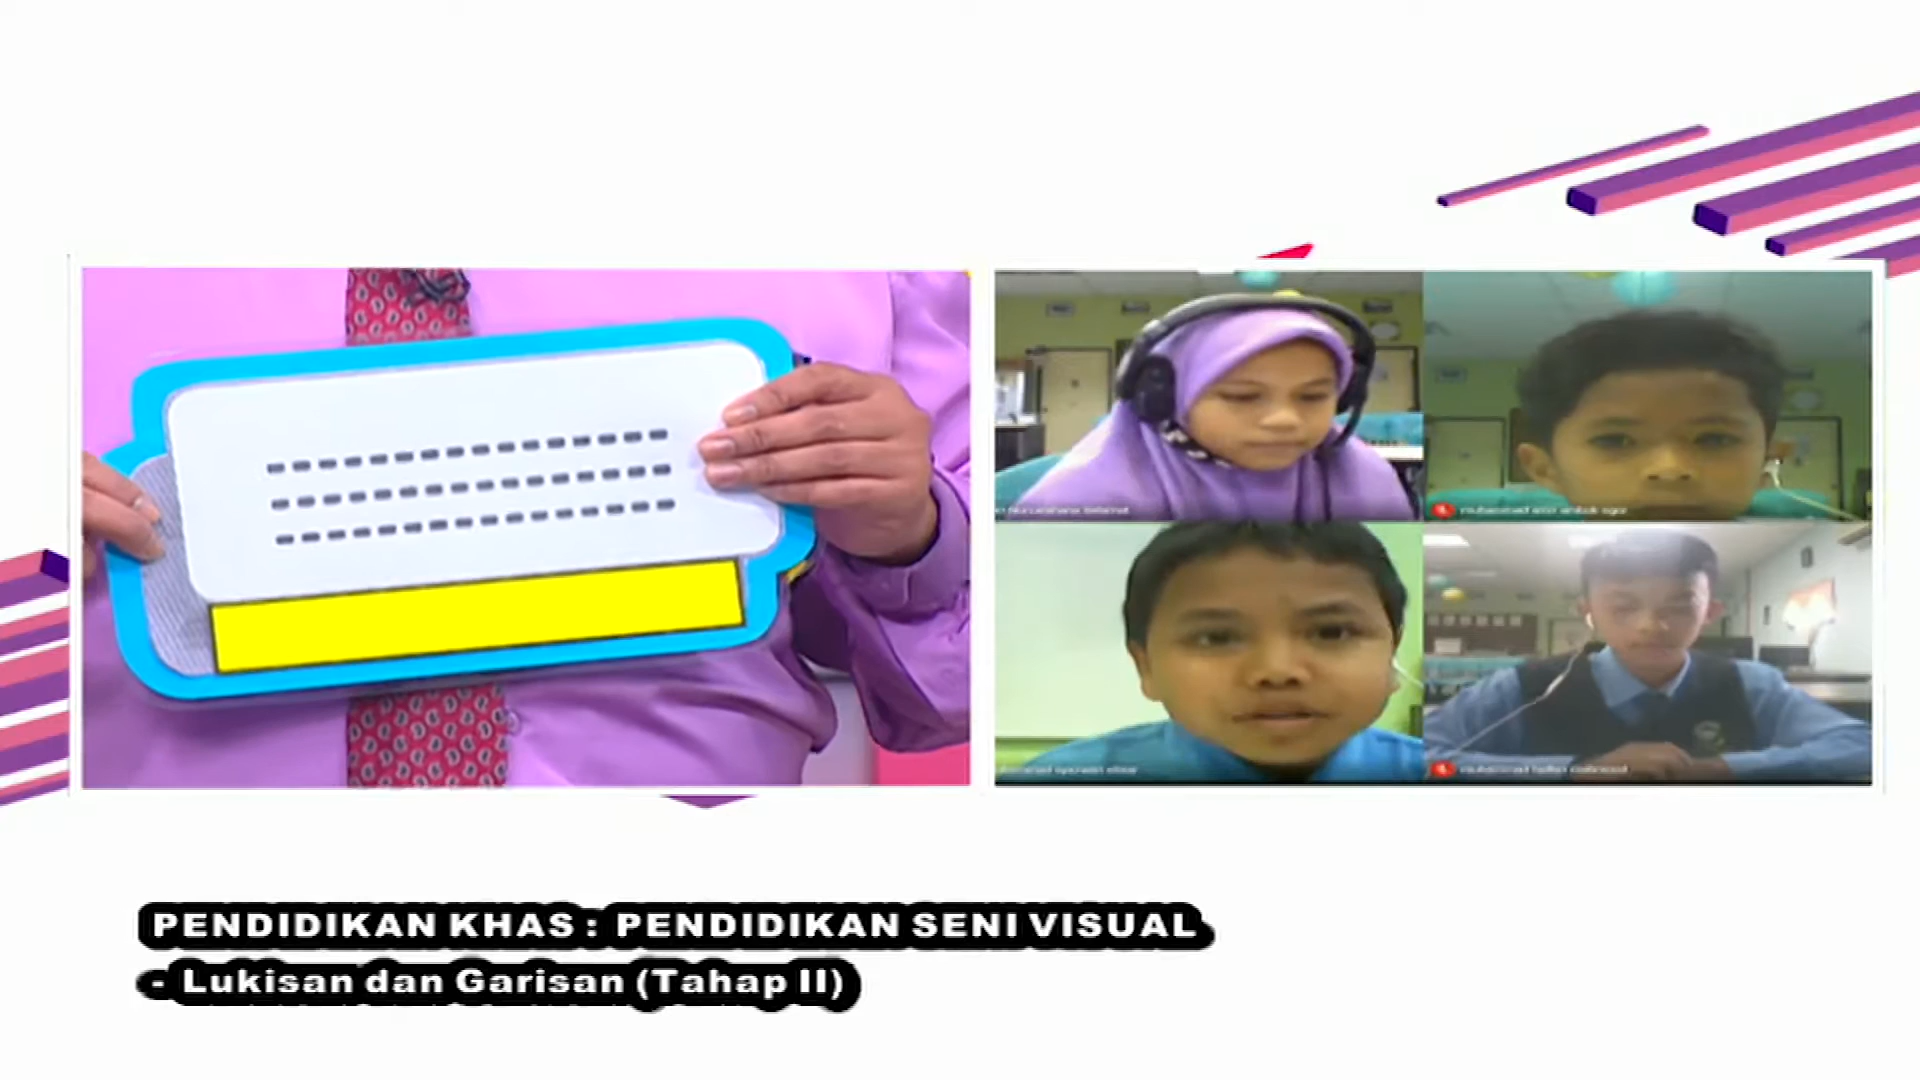 PENDIDIKAN KHAS : PENDIDIKAN SENI VISUAL
- Lukisan dan Garisan (Tahap II)